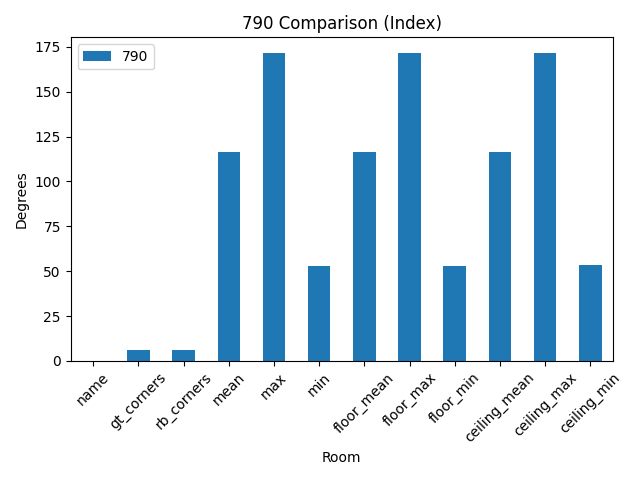 790 Comparison (Index)
790
Degrees
175
150
125
100
75
50
25
0
name
gt_corners
rb_corners
mean
max
min
floor_mean
floor_max
floor_min
ceiling_mean
ceiling_max
ceiling_min
Room